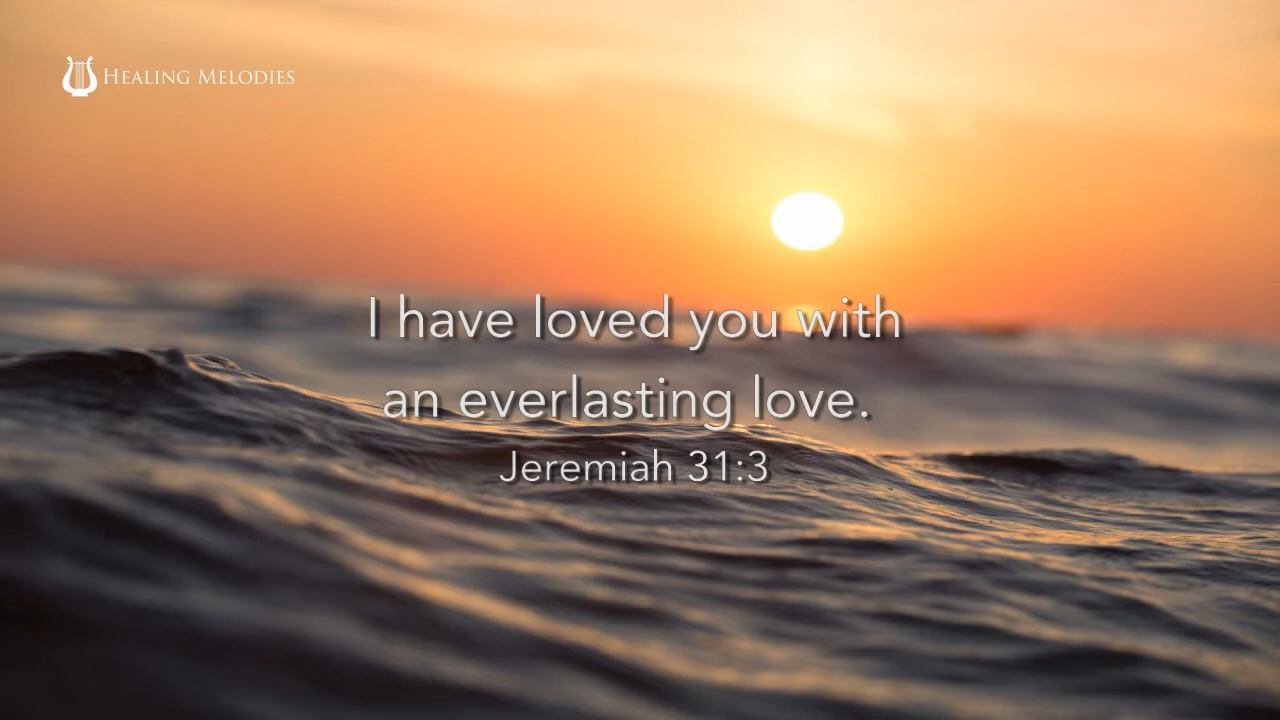 Healing Melodies
I have loved you with
an everlasting love.
Jeremiah 31:3